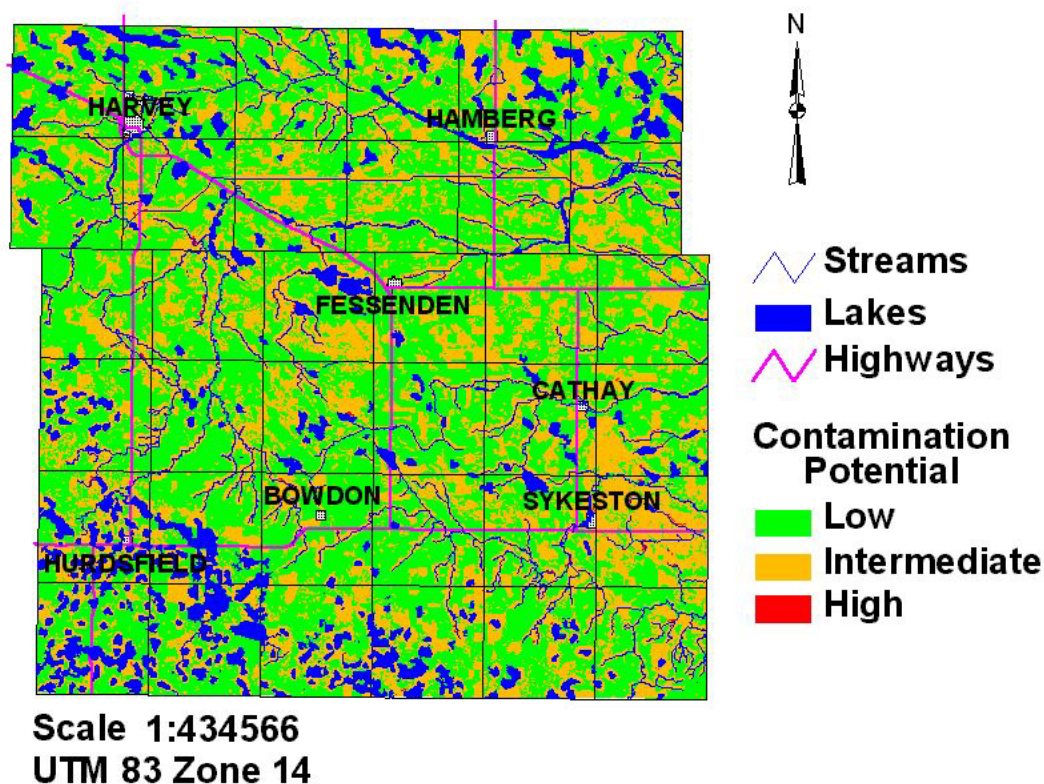 N
HARVEY
HAMBERG
FESSENDEN
CATHAY
BOWDON
SYKESTON
HURDSFIELD
Streams
Lakes
Highways
Contamination
Potential
Low
Intermediate
High
Scale 1:434566
UTM 83 Zone 14